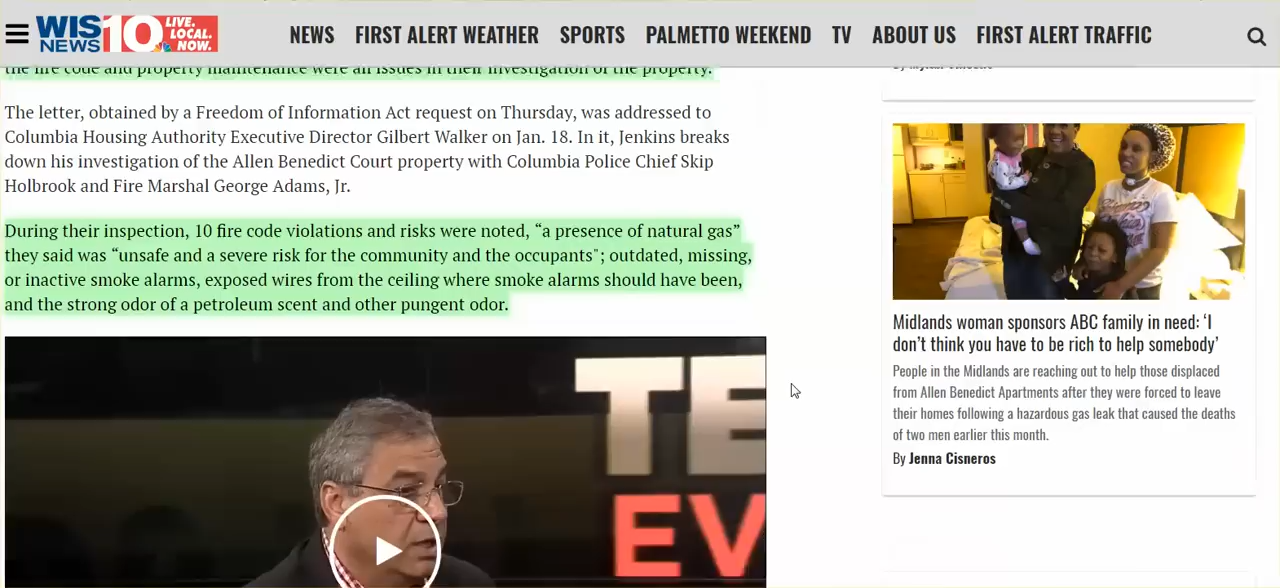 WIS
NEWS
10
LIVE.
LOCAL.
NOW.
NEWS FIRST ALERT WEATHER SPORTS PALMETTO WEEKEND TV ABOUT US FIRST ALERT TRAFFIC
the fire code and property maintenance were all issues in their investigation of the property.
The letter, obtained by a Freedom of Information Act request on Thursday, was addressed to
Columbia Housing Authority Executive Director Gilbert Walker on Jan. 18. In it, Jenkins breaks
down his investigation of the Allen Benedict Court property with Columbia Police Chief Skip
Holbrook and Fire Marshal George Adams, Jr.
During their inspection, 10 fire code violations and risks were noted, “a presence of natural gas”
they said was “unsafe and a severe risk for the community and the occupants"; outdated, missing,
or inactive smoke alarms, exposed wires from the ceiling where smoke alarms should have been,
and the strong odor of a petroleum scent and other pungent odor.
TE
EV
Midlands woman sponsors ABC family in need: ‘I
don’t think you have to be rich to help somebody’
People in the Midlands are reaching out to help those displaced
from Allen Benedict Apartments after they were forced to leave
their homes following a hazardous gas leak that caused the deaths
of two men earlier this month.
By Jenna Cisneros